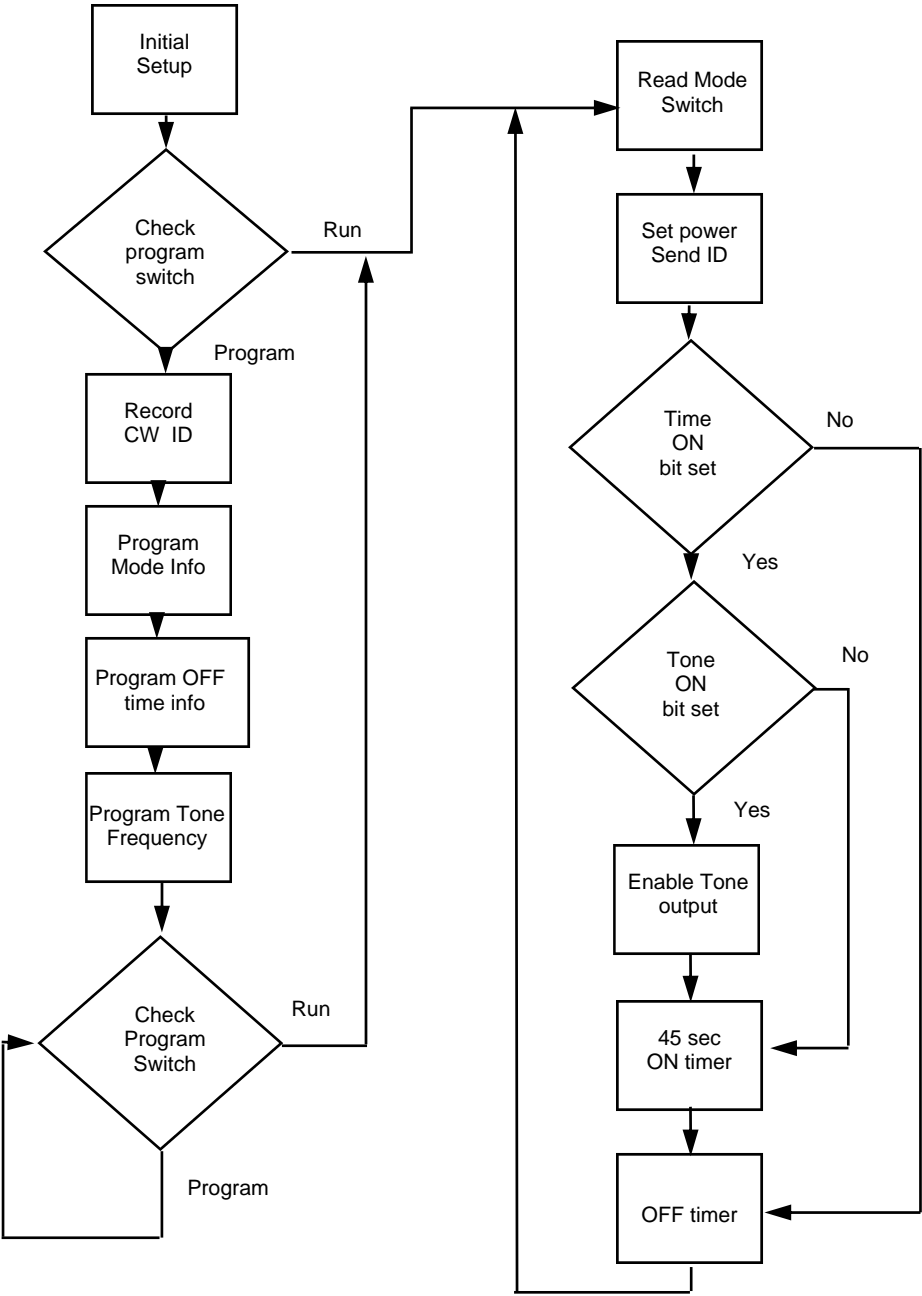 Initial
Setup
Check
program
switch
Run
Program
Record
CW ID
Program
Mode Info
Program OFF
time info
Program Tone
Frequency
Check
Program
Switch
Run
Program
Read Mode
Switch
Set power
Send ID
Time
ON
bit set
No
Yes
Tone
ON
bit set
No
Yes
Enable Tone
output
45 sec
ON timer
OFF timer